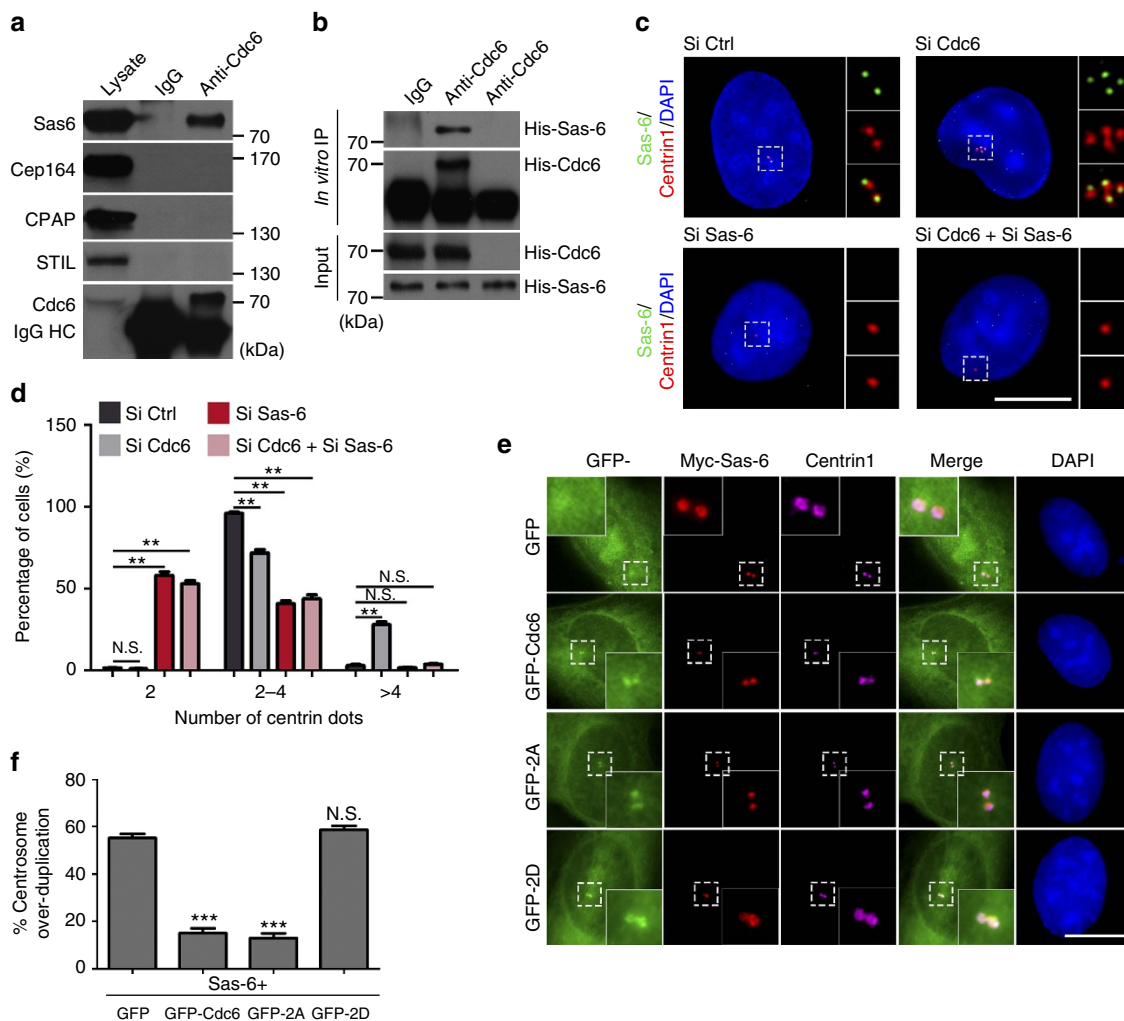 a
Lysate
IgG
Anti-Cdc6
Sas6
70
170
Cep164
CPAP
130
STIL
130
Cdc6
70
IgG HC
(kDa)
b
IgG
Anti-Cdc6
Anti-Cdc6
In vitro IP
70
His-Sas-6
70
His-Cdc6
Input
70
His-Cdc6
70
His-Sas-6
(kDa)
c
Si Ctrl
Si Cdc6
Sas-6/
Centrin1/DAPI
Si Sas-6
Si Cdc6 + Si Sas-6
Sas-6/
Centrin1/DAPI
d
Si Ctrl
Si Sas-6
Si Cdc6
Si Cdc6 + Si Sas-6
Percentage of cells (%)
150
100
50
0
N.S.
**
**
**
**
**
**
N.S.
N.S.
2
2–4
>4
Number of centrin dots
e
GFP-
Myc-Sas-6
Centrin1
Merge
DAPI
GFP
GFP-Cdc6
GFP-2A
GFP-2D
f
% Centrosome
over-duplication
80
60
40
20
0
***
***
N.S.
Sas-6+
GFP
GFP-Cdc6
GFP-2A
GFP-2D